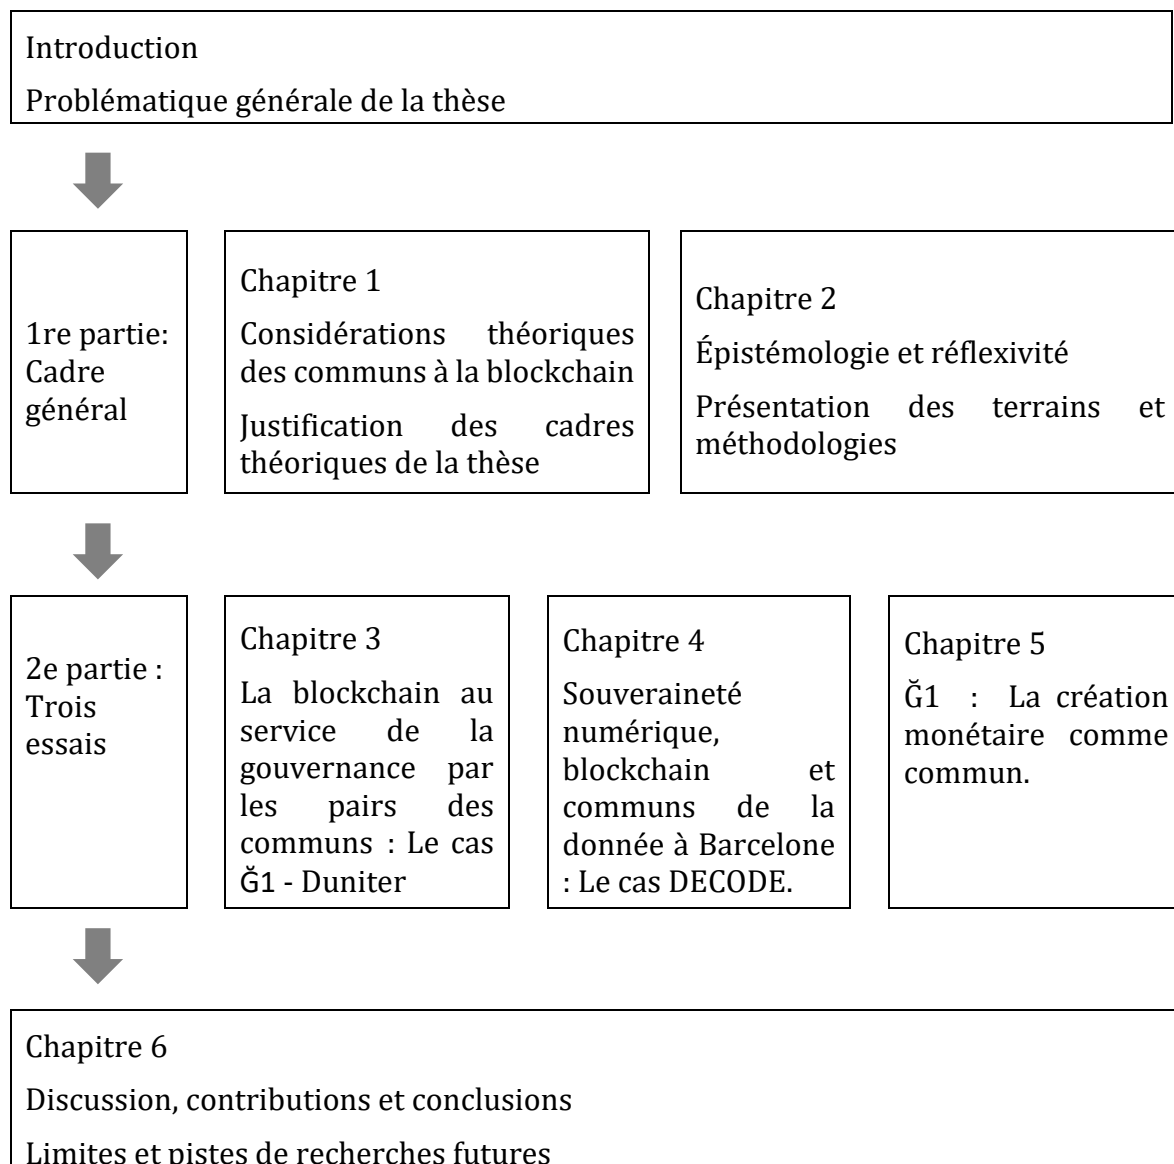 Introduction
Problématique générale de la thèse
1re partie:
Cadre
général
Chapitre 1
Considérations théoriques
des communs à la blockchain
Justification des cadres
théoriques de la thèse
Chapitre 2
Épistémologie et réflexivité
Présentation des terrains et
méthodologies
2e partie :
Trois
essais
Chapitre 3
La blockchain au
service de la
gouvernance par
les pairs des
communs : Le cas
Ğ1 - Duniter
Chapitre 4
Souveraineté
numérique,
blockchain et
communs de la
donnée à Barcelone
: Le cas DECODE.
Chapitre 5
Ğ1 : La création
monétaire comme
commun.
Chapitre 6
Discussion, contributions et conclusions
Limites et pistes de recherches futures